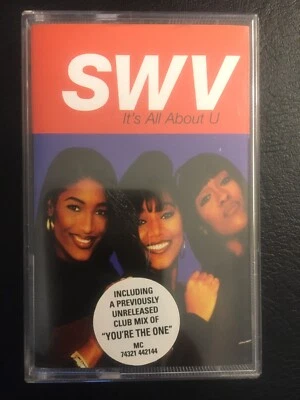 SWV
It's All About U
INCLUDING
A PREVIOUSLY
UNRELEASED
CLUB MIX OF
"YOU'RE THE ONE"
MC
74321 442144